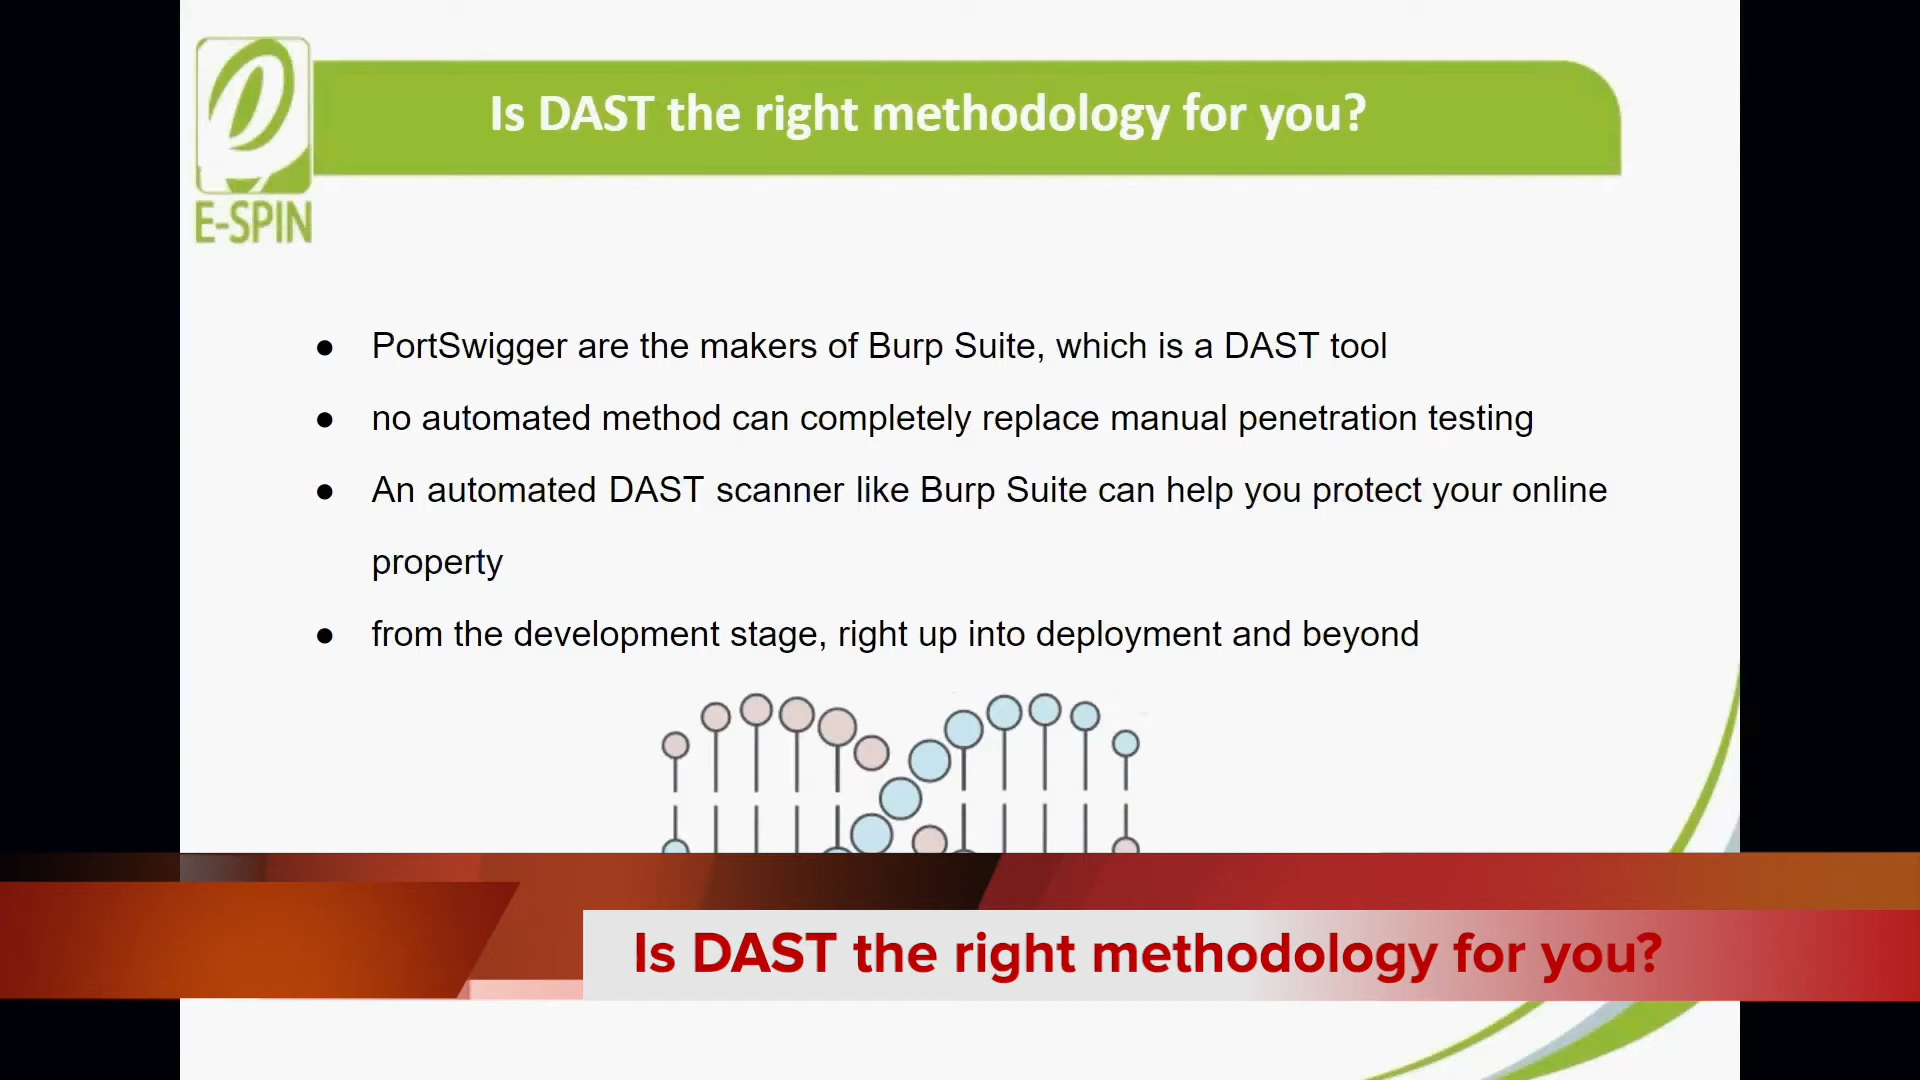 Is DAST the right methodology for you?
E-SPIN
● PortSwigger are the makers of Burp Suite, which is a DAST tool
● no automated method can completely replace manual penetration testing
● An automated DAST scanner like Burp Suite can help you protect your online
property
● from the development stage, right up into deployment and beyond
Is DAST the right methodology for you?